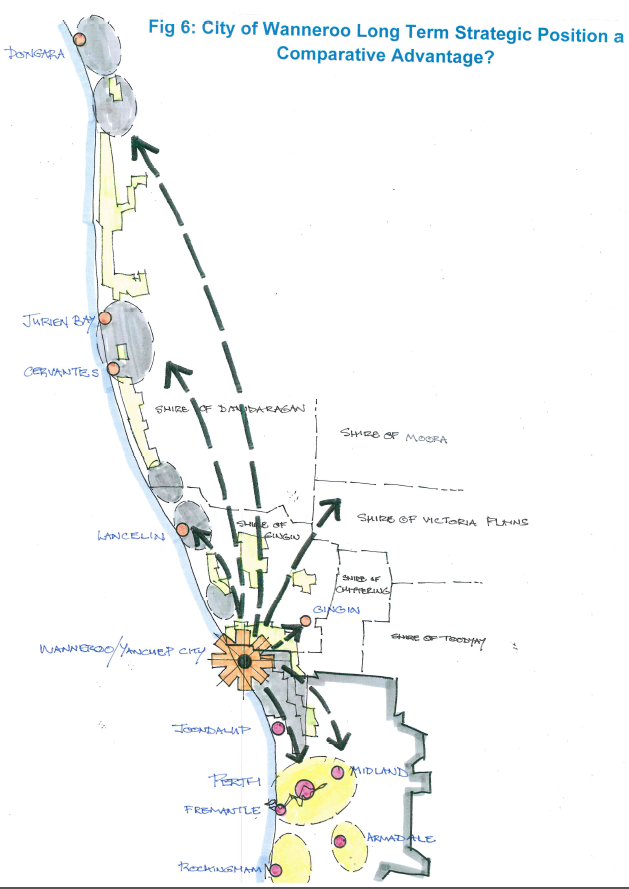 Fig 6: City of Wanneroo Long Term Strategic Position a
Comparative Advantage?
DONGARA
JURIEN BAY
CERVANTES
SHIRE OF DANDARAGAN
SHIRE OF MOORA
SHIRE OF VICTORIA PLAINS
LANCELIN
SHIRE OF
GINGIN
SHIRE OF
CHITTERING
GINGIN
SHIRE OF TOODYAY
WANNEROO/YANCHEP CITY
JOONDALUP
PERTH
MIDLAND
FREMANTLE
ARMADALE
ROCKINGHAM